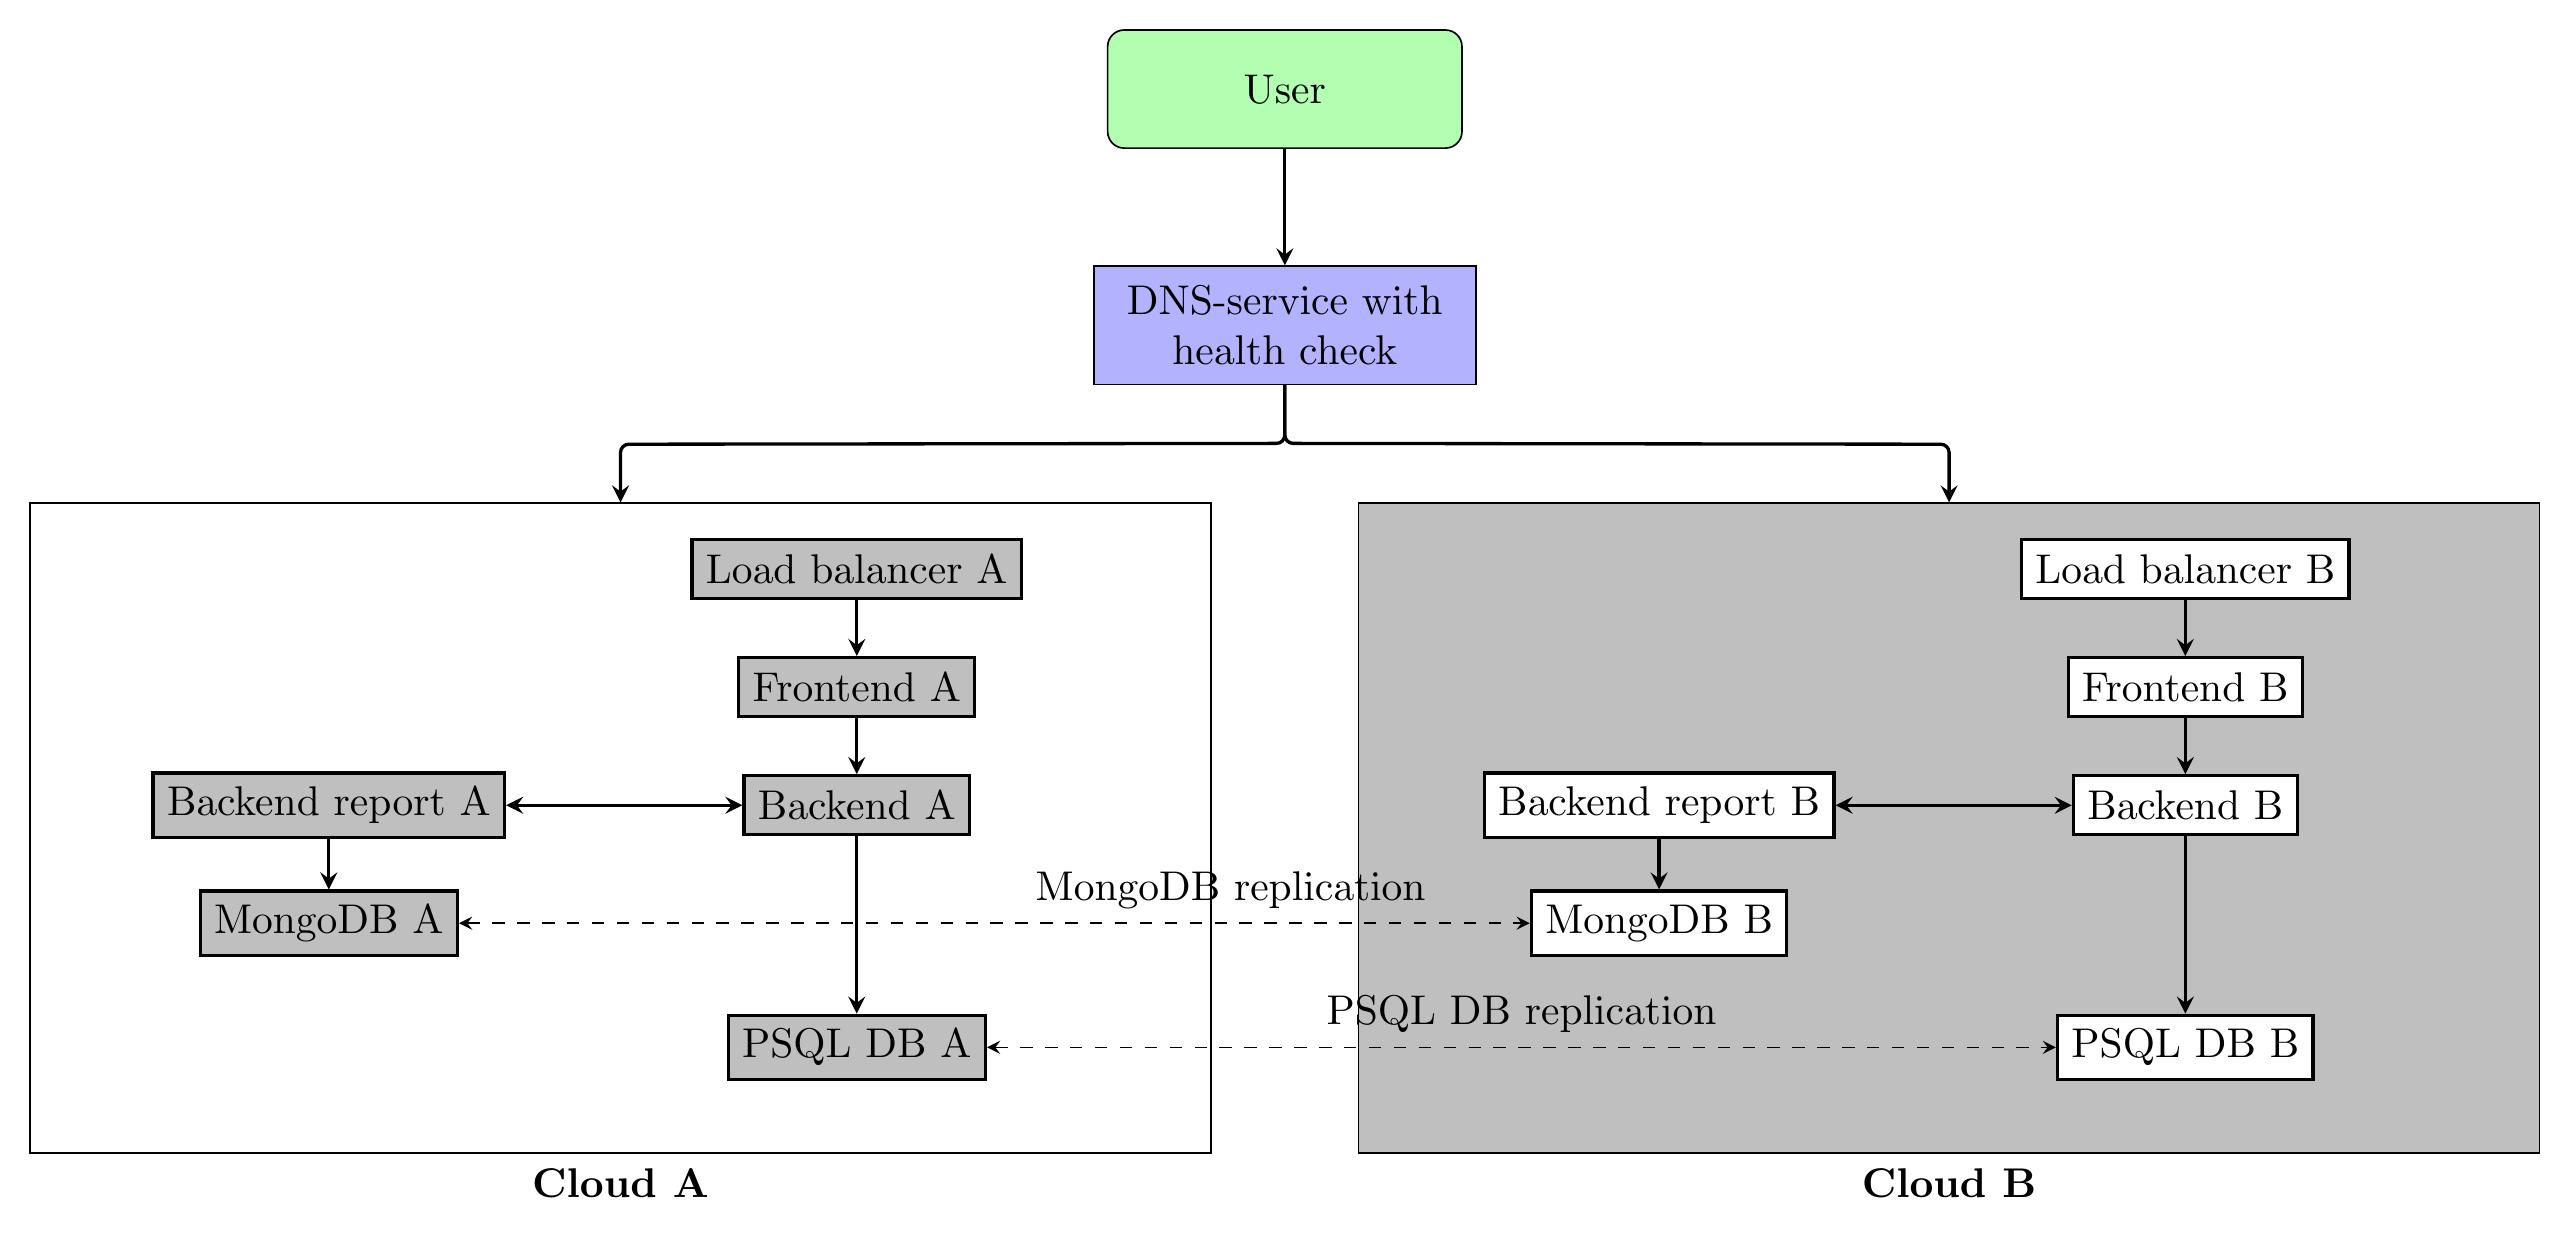 User
DNS-service with
health check
Load balancer A
Frontend A
Backend report A
Backend A
MongoDB A
PSQL DB A
Cloud A
MongoDB replication
PSQL DB replication
Load balancer B
Frontend B
Backend report B
Backend B
MongoDB B
PSQL DB B
Cloud B